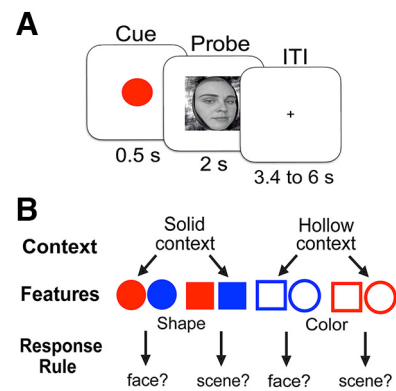 A
Cue
Probe
ITI
+
0.5 s
2 s
3.4 to 6 s
B
Context
Solid context
Hollow context
Features
Shape
Color
Response Rule
face?
scene?
face?
scene?